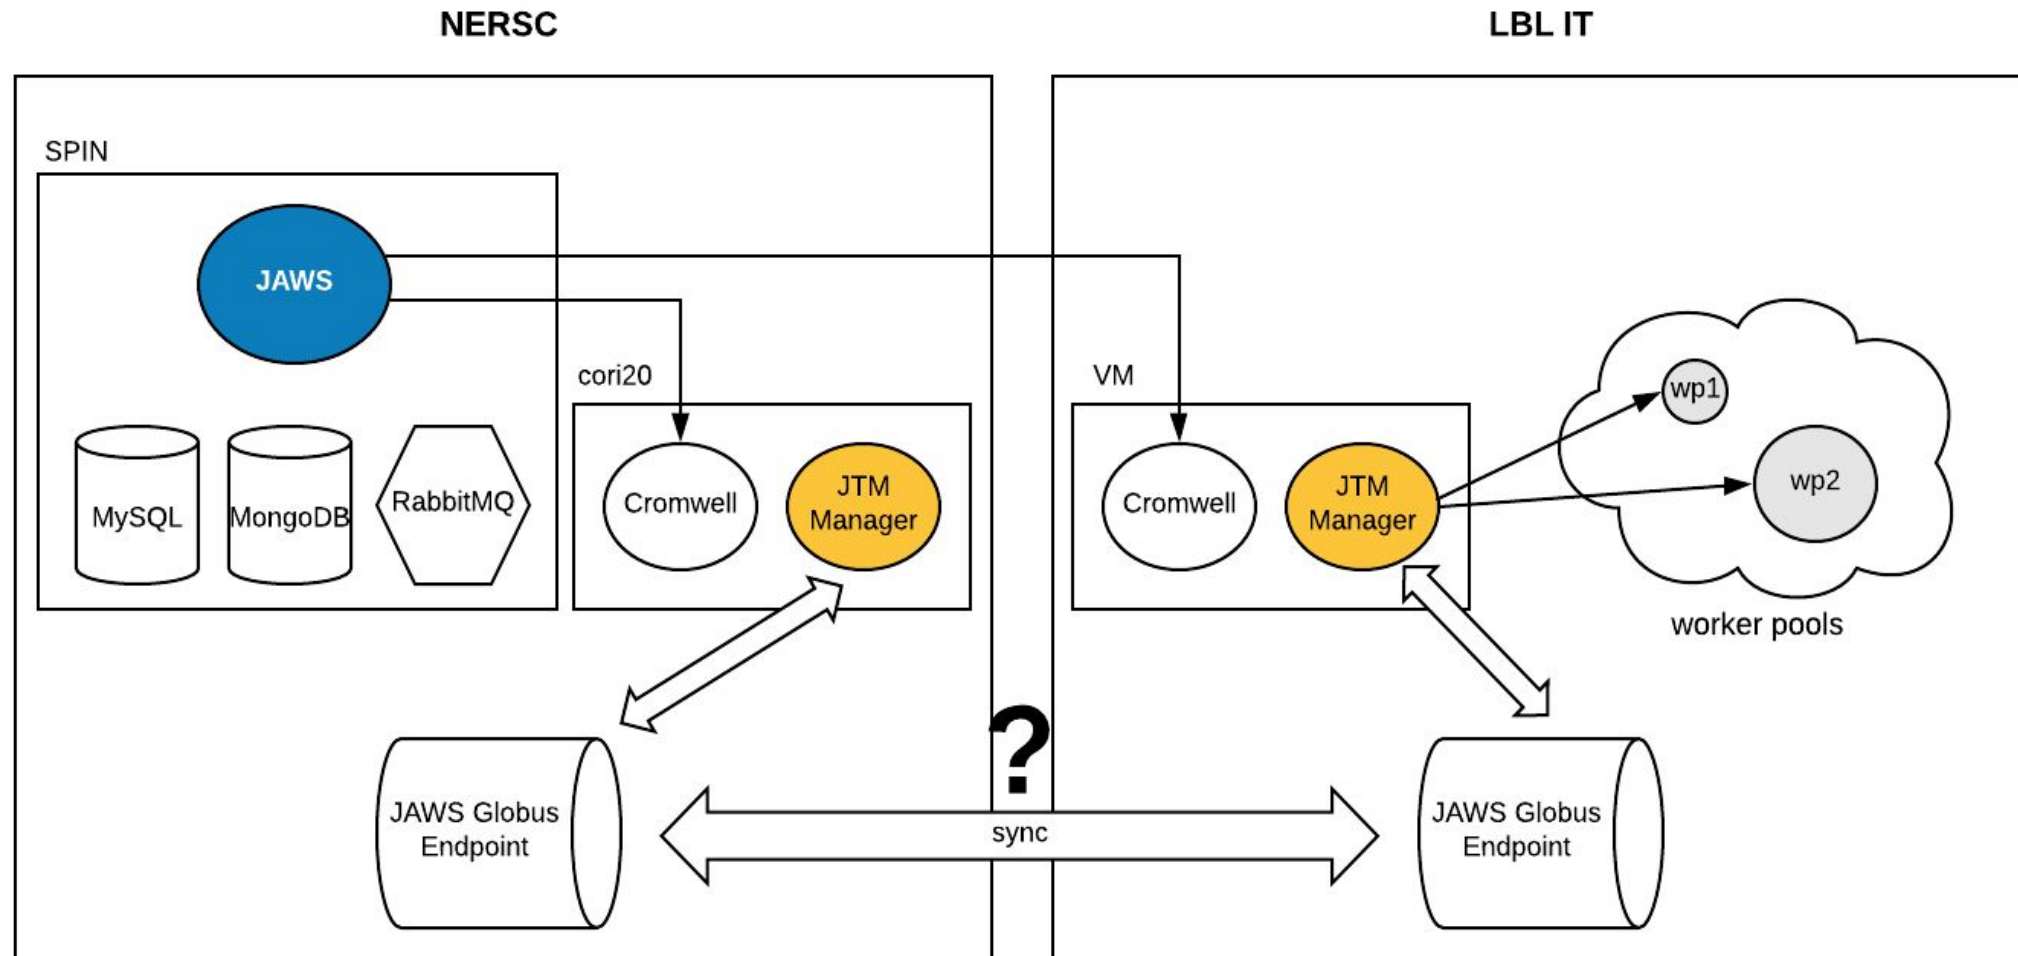 NERSC
LBL IT
SPIN
JAWS
cori20
VM
wp1
wp2
MySQL
MongoDB
RabbitMQ
Cromwell
JTM
Manager
Cromwell
JTM
Manager
worker pools
?
JAWS Globus
Endpoint
sync
JAWS Globus
Endpoint